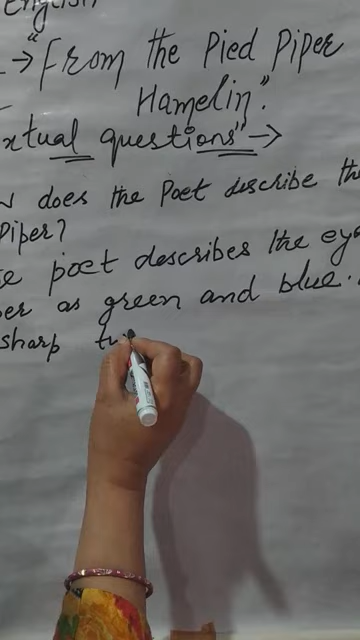 English
→ "From the Pied Piper
Hamelin".
xtual questions" →
does the Poet describe the
Piper?
poet describes the eye
er as green and blue.
sharp